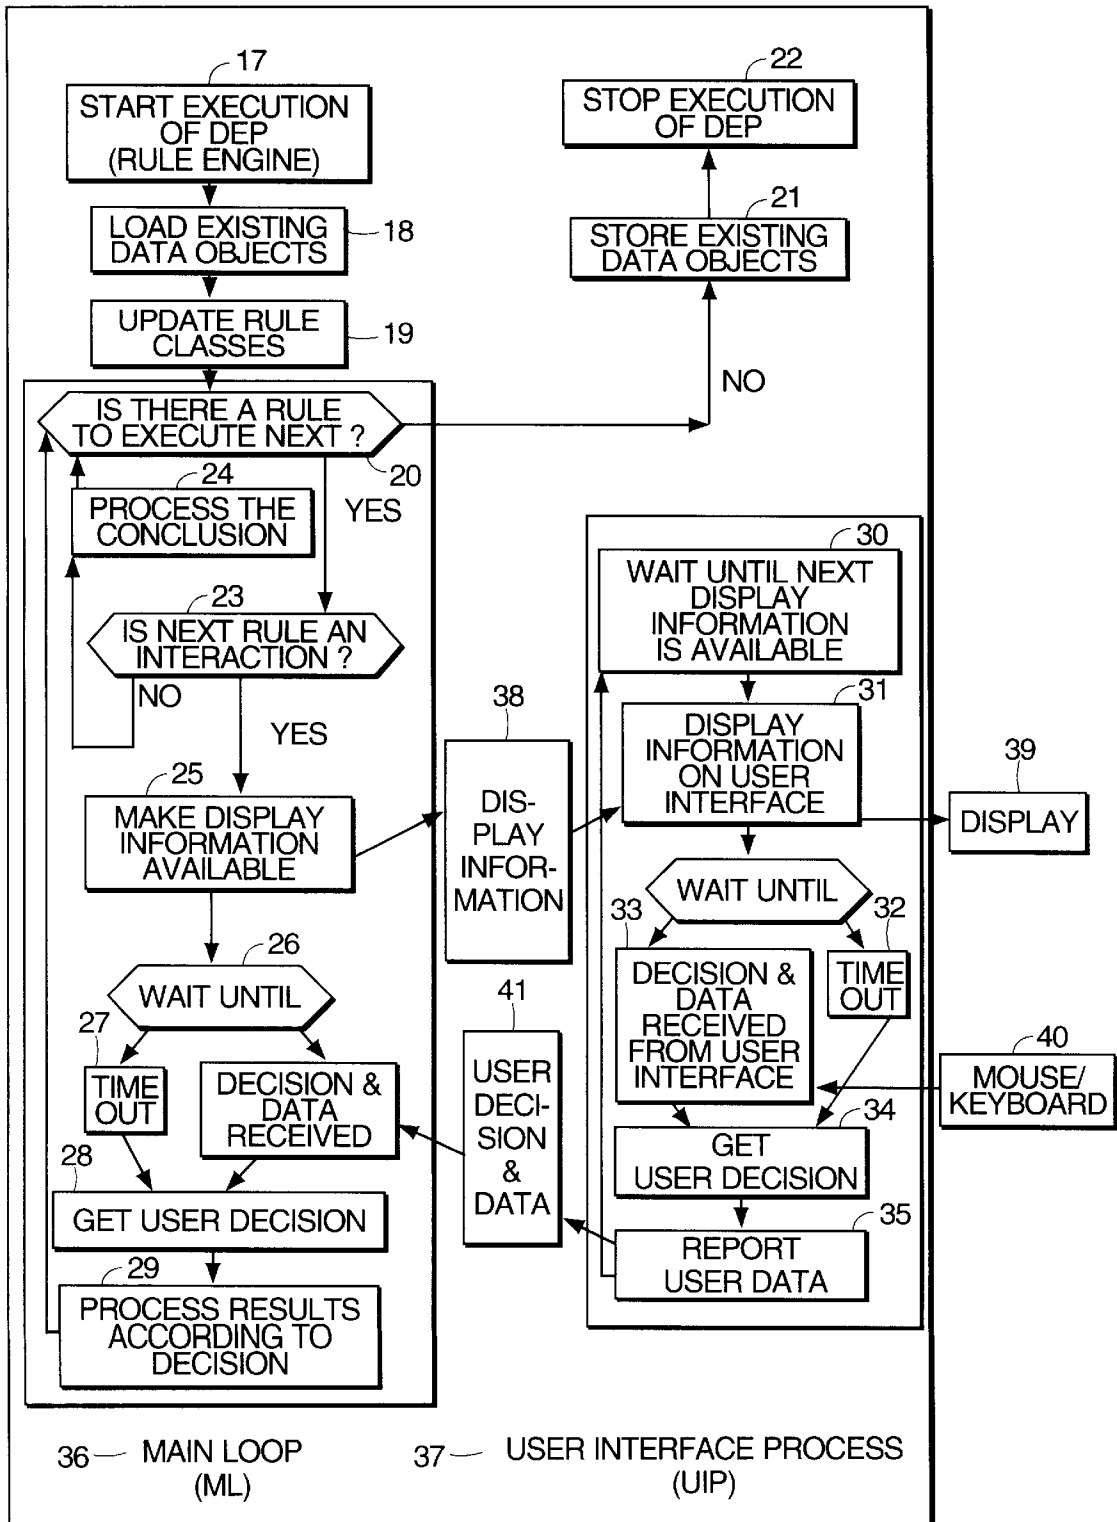 17
START EXECUTION
OF DEP
(RULE ENGINE)
22
STOP EXECUTION
OF DEP
LOAD EXISTING
DATA OBJECTS
18
21
STORE EXISTING
DATA OBJECTS
UPDATE RULE
CLASSES
19
NO
IS THERE A RULE
TO EXECUTE NEXT ?
20
24
PROCESS THE
CONCLUSION
YES
23
IS NEXT RULE AN
INTERACTION ?
NO
YES
25
MAKE DISPLAY
INFORMATION
AVAILABLE
26
WAIT UNTIL
27
TIME
OUT
DECISION &
DATA
RECEIVED
28
GET USER DECISION
29
PROCESS RESULTS
ACCORDING TO
DECISION
38
DIS-
PLAY
INFOR-
MATION
41
USER
DECI-
SION
&
DATA
30
WAIT UNTIL NEXT
DISPLAY
INFORMATION
IS AVAILABLE
31
DISPLAY
INFORMATION
ON USER
INTERFACE
39
DISPLAY
WAIT UNTIL
33
32
DECISION &
DATA
RECEIVED
FROM USER
INTERFACE
TIME
OUT
40
MOUSE/
KEYBOARD
34
GET
USER DECISION
35
REPORT
USER DATA
36
MAIN LOOP
(ML)
37
USER INTERFACE PROCESS
(UIP)